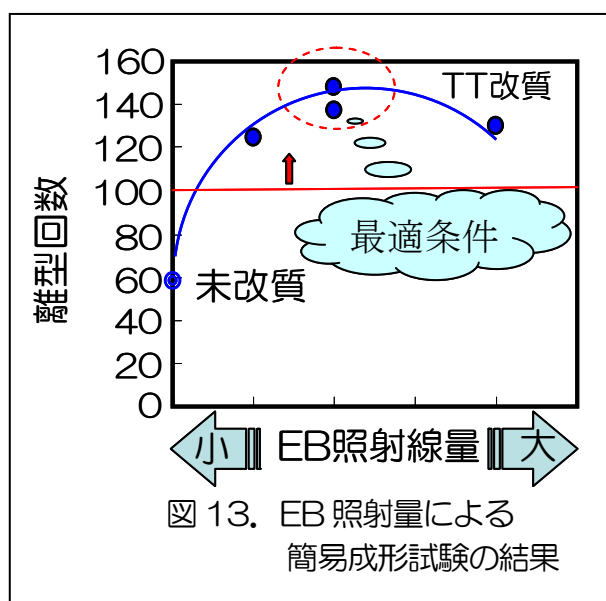 160
140
120
100
80
60
40
20
0
離型回数
TT改質
最適条件
未改質
小 EB照射線量 大
図 13. EB 照射量による
簡易成形試験の結果